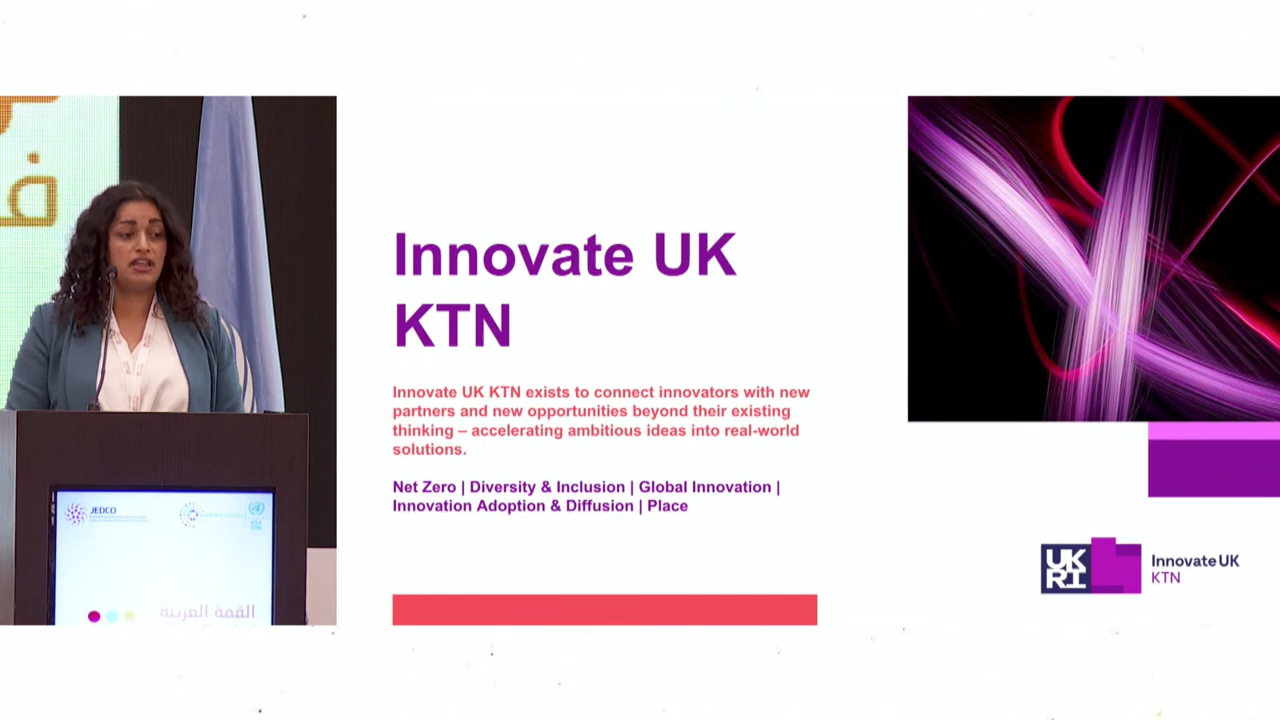 ف
JEDCO
القمة العربية
Innovate UK
KTN
Innovate UK KTN exists to connect innovators with new
partners and new opportunities beyond their existing
thinking – accelerating ambitious ideas into real-world
solutions.
Net Zero | Diversity & Inclusion | Global Innovation |
Innovation Adoption & Diffusion | Place
UK
RI
Innovate UK
KTN